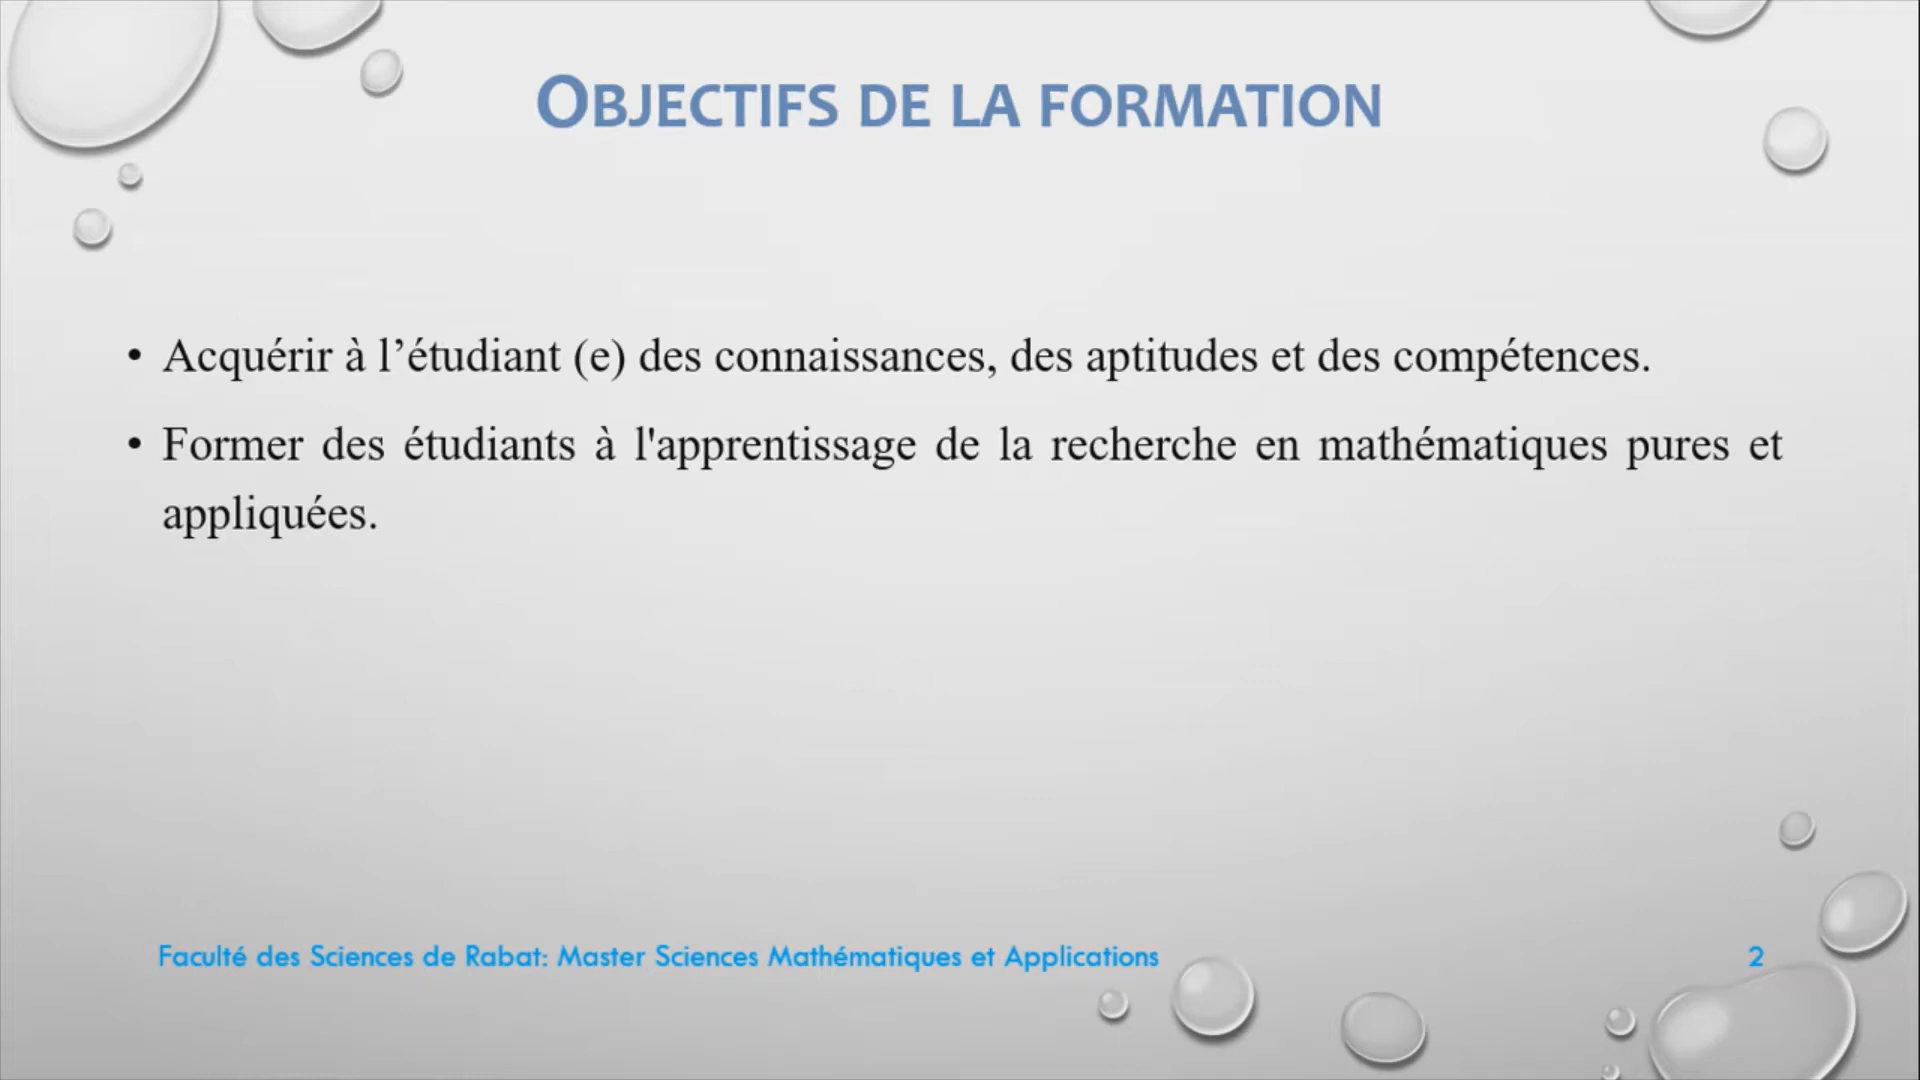 OBJECTIFS DE LA FORMATION
• Acquérir à l’étudiant (e) des connaissances, des aptitudes et des compétences.
• Former des étudiants à l'apprentissage de la recherche en mathématiques pures et
appliquées.
Faculté des Sciences de Rabat: Master Sciences Mathématiques et Applications
2